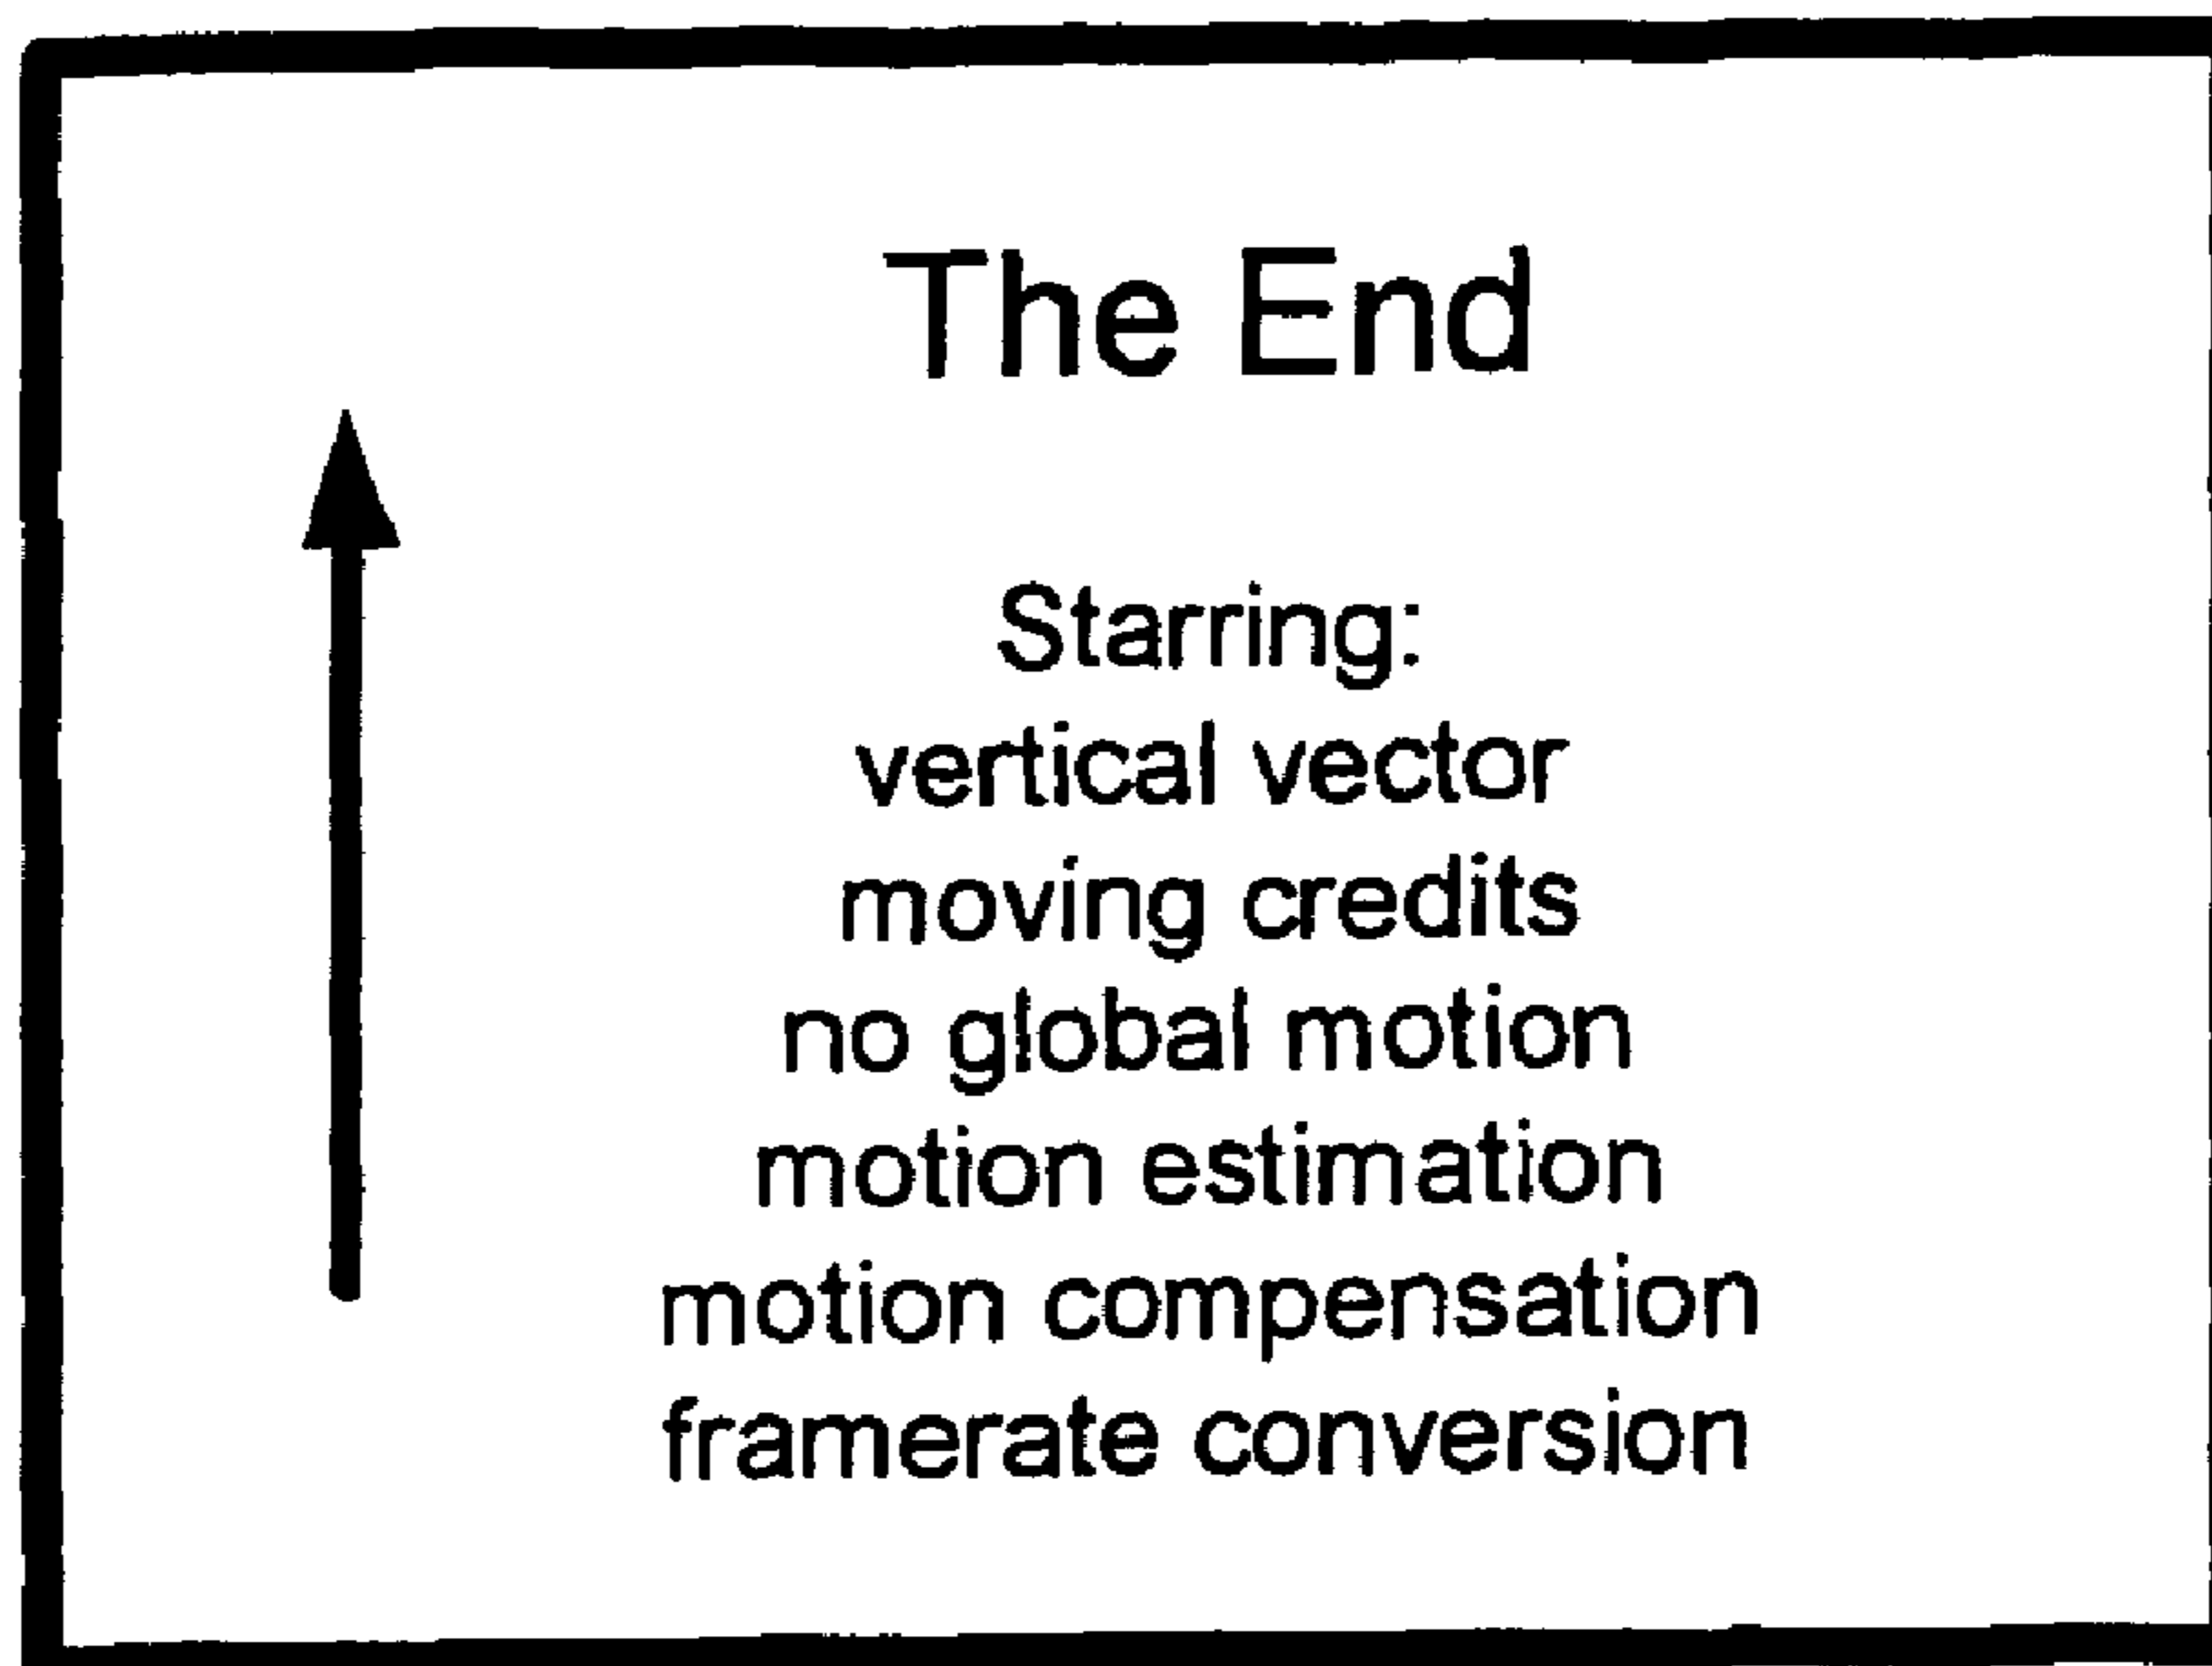 The End
Starring:
vertical vector
moving credits
no global motion
motion estimation
motion compensation
framerate conversion